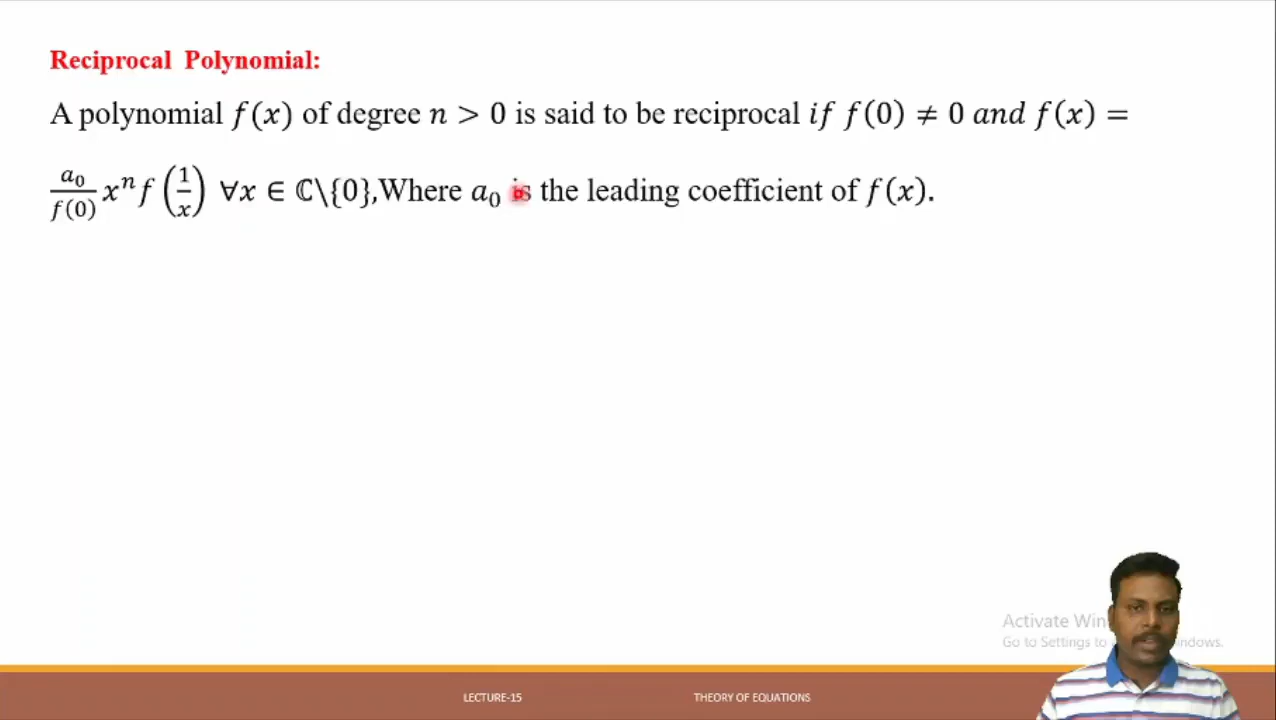 Reciprocal Polynomial:
A polynomial f(x) of degree n > 0 is said to be reciprocal if f(0) ≠ 0 and f(x) =
a₀/f(0) xⁿ f(1/x) ∀x ∈ ℂ\{0},Where a₀ is the leading coefficient of f(x).
Activate Win
Go to Settings to ndows.
LECTURE-15 THEORY OF EQUATIONS